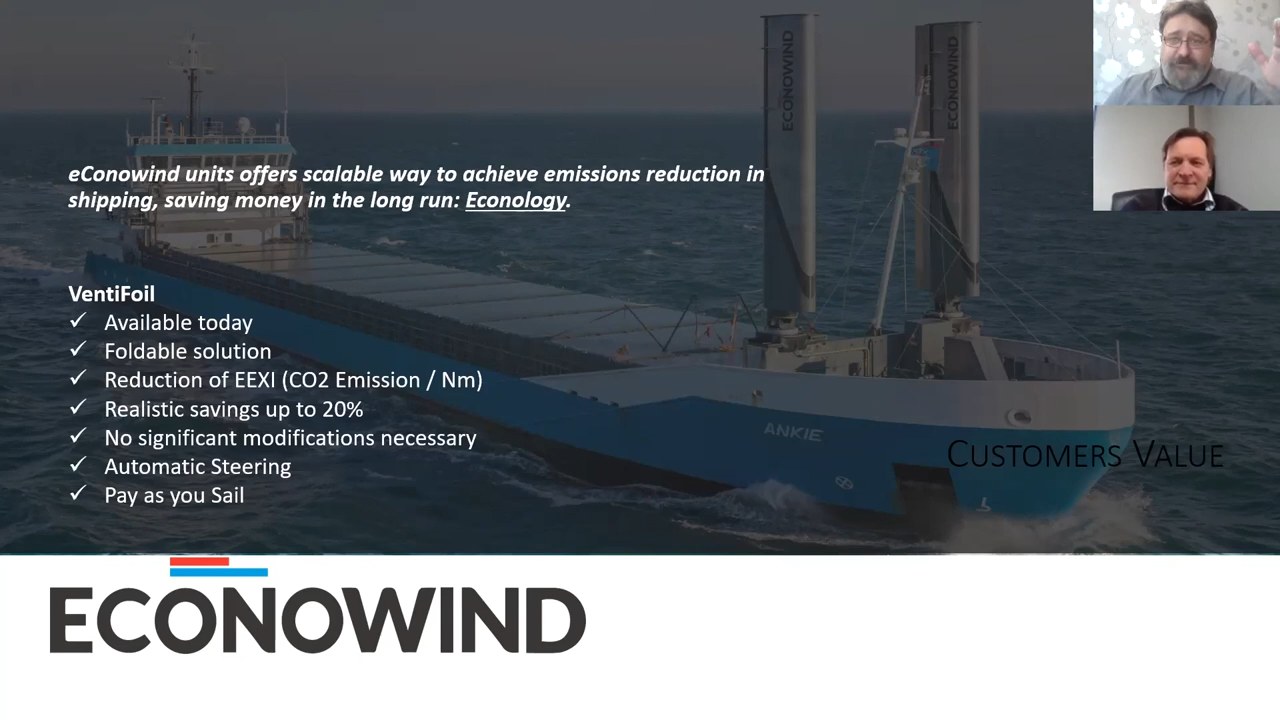 ECONOWIND
ECONOWIND
eConowind units offers scalable way to achieve emissions reduction in
shipping, saving money in the long run: Econology.
VentiFoil
✓ Available today
✓ Foldable solution
✓ Reduction of EEXI (CO2 Emission / Nm)
✓ Realistic savings up to 20%
✓ No significant modifications necessary
✓ Automatic Steering
✓ Pay as you Sail
ANKIE
CUSTOMERS VALUE
ECONOWIND